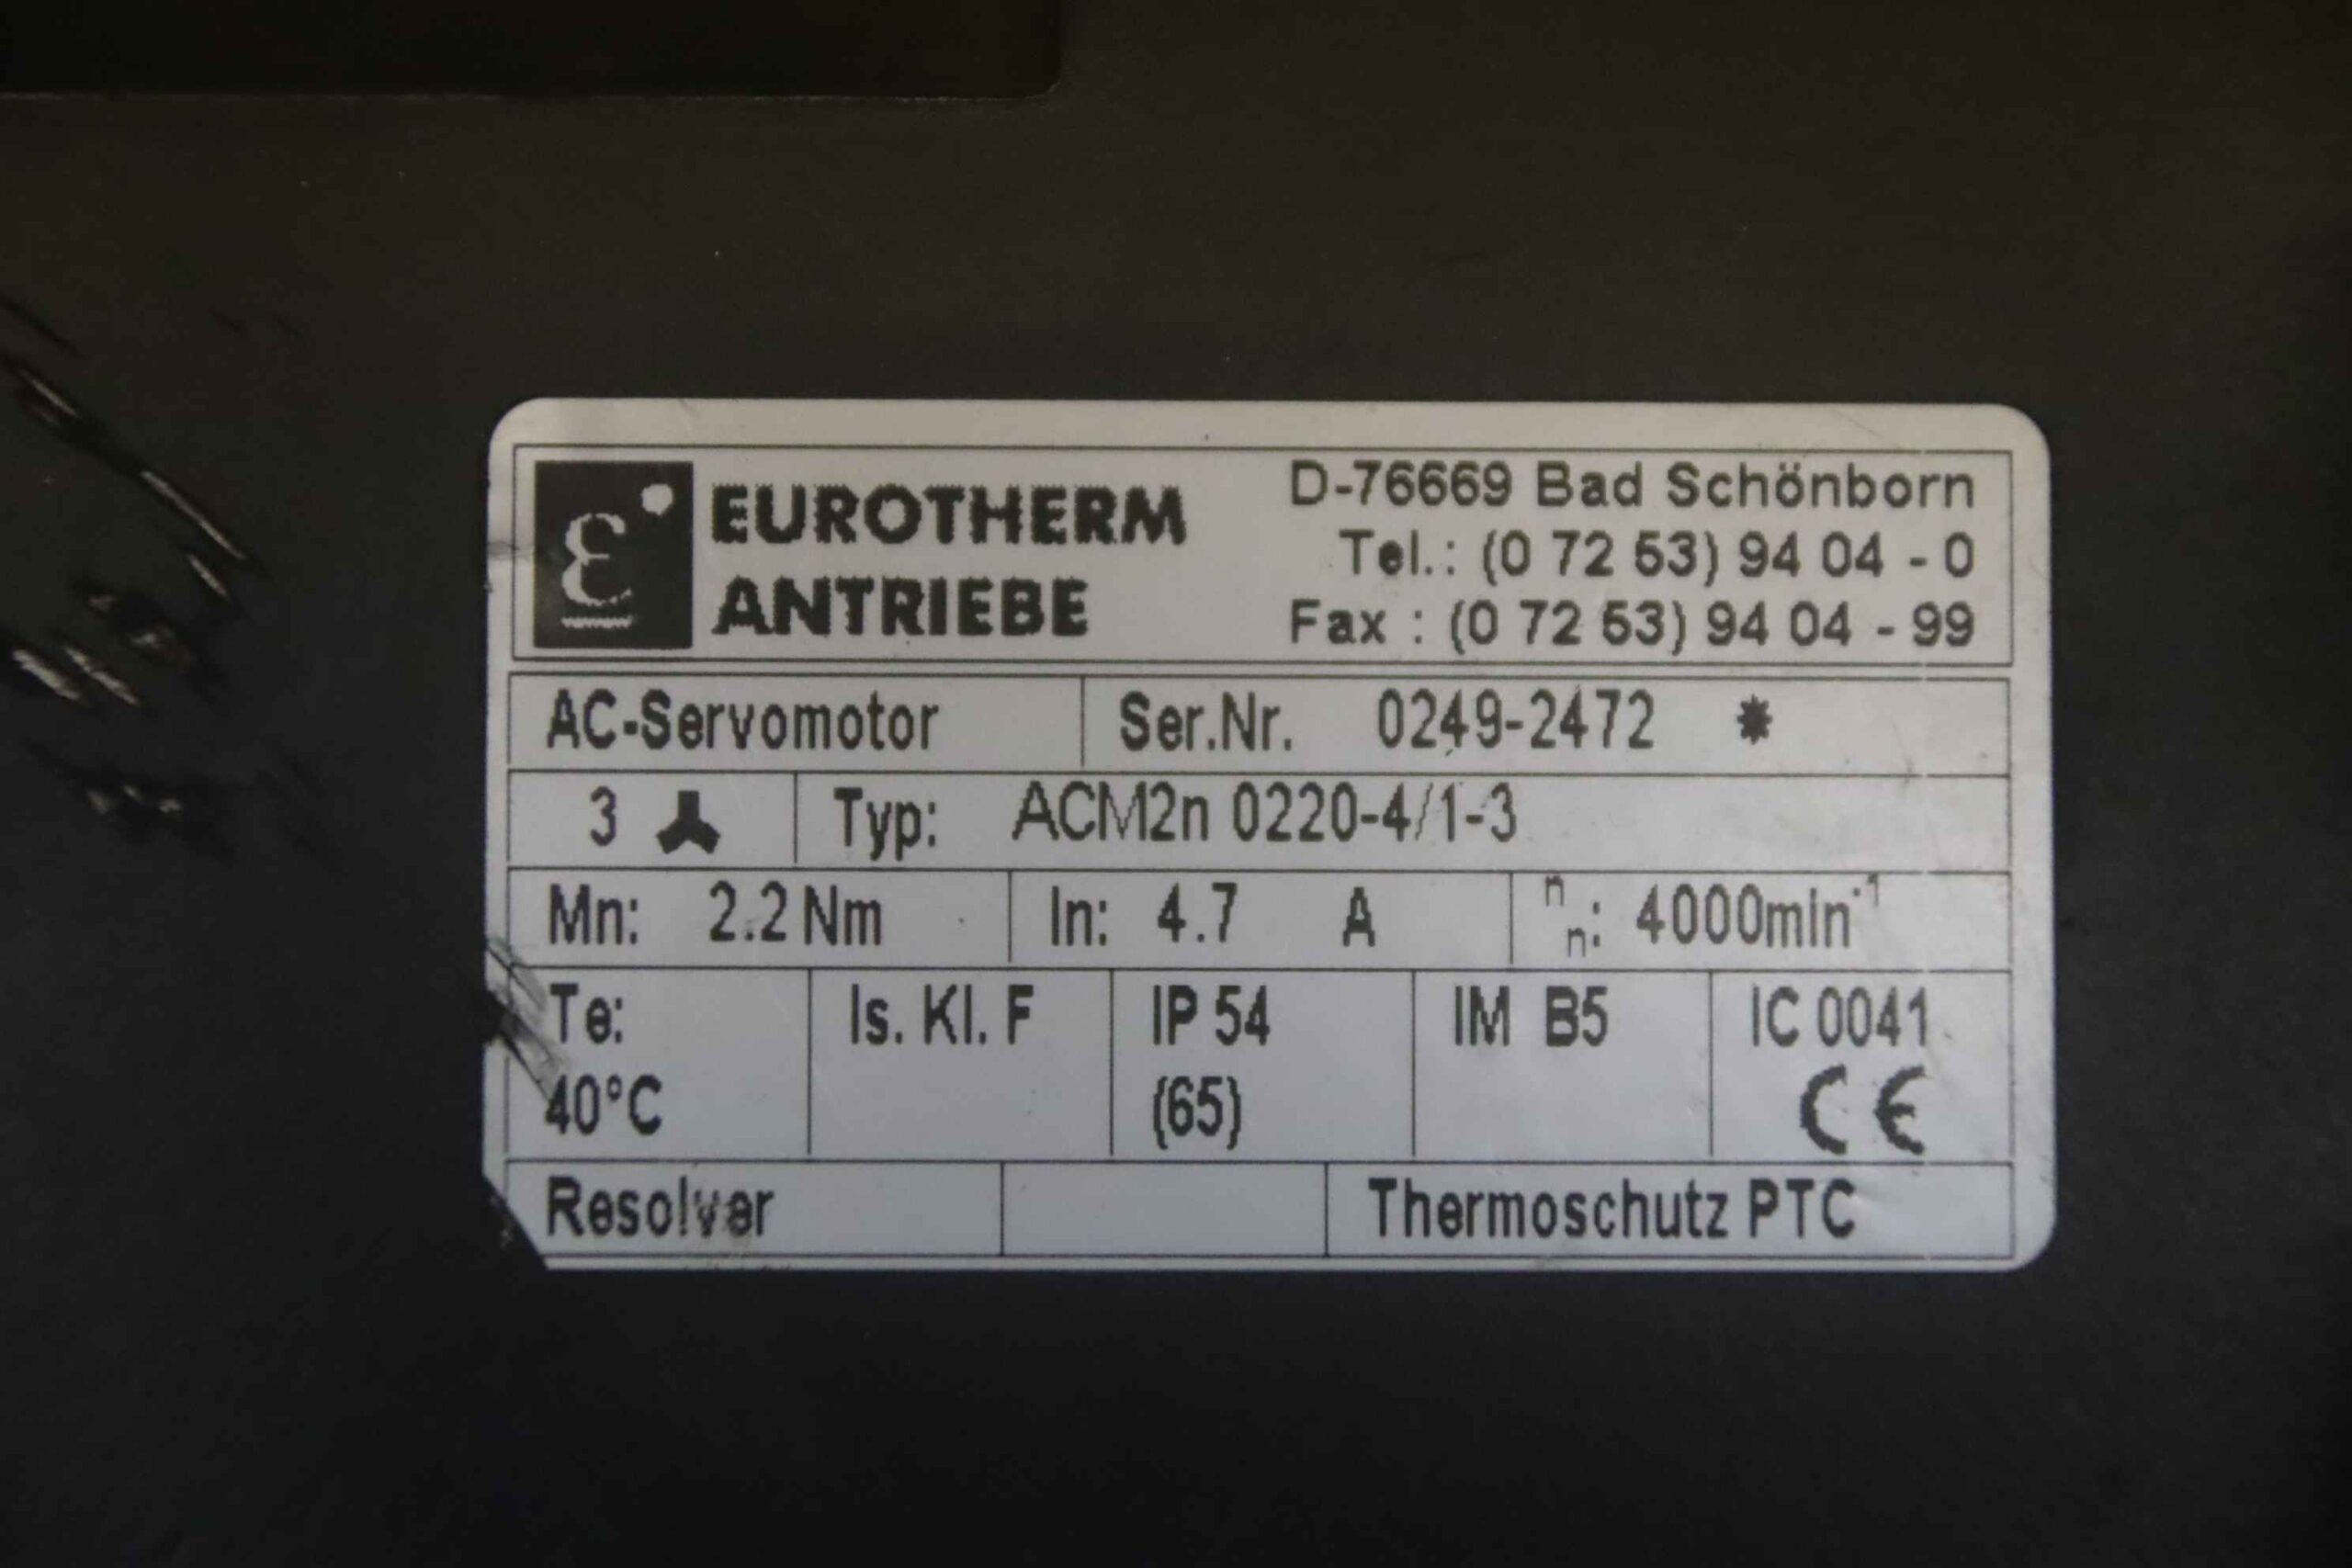 EUROTHERM
ANTRIEBE
D-76669 Bad Schönborn
Tel.: (0 72 53) 94 04 - 0
Fax : (0 72 53) 94 04 - 99
AC-Servomotor Ser.Nr. 0249-2472 *
3 Typ: ACM2n 0220-4/1-3
Mn: 2.2 Nm In: 4.7 A n n: 4000min⁻¹
Te: Is. Kl. F IP 54 IM B5 IC 0041
40°C (65) CE
Resolver Thermoschutz PTC